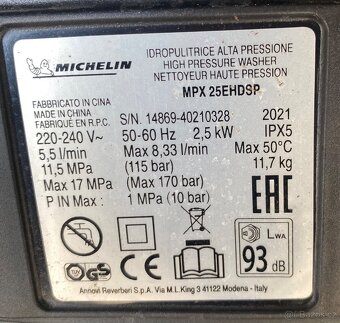 MICHELIN
IDROPULITRICE ALTA PRESSIONE
HIGH PRESSURE WASHER
NETTOYEUR HAUTE PRESSION
MPX 25EHDSP
FABBRICATO IN CINA
MADE IN CHINA
FABRIQUÉ EN R.P.C.
S/N. 14869-40210328 2021
220-240 V~ 50-60 Hz 2,5 kW IPX5
5,5 l/min Max 8,33 l/min Max 50°C
11,5 MPa (115 bar) 11,7 kg
Max 17 MPa (Max 170 bar)
P IN Max : 1 MPa (10 bar)
EAC
LWA
93 dB
CE
TUV
GS
Annovi Reverberi S.p.A. Via M.L.King 3 41122 Modena - Italy